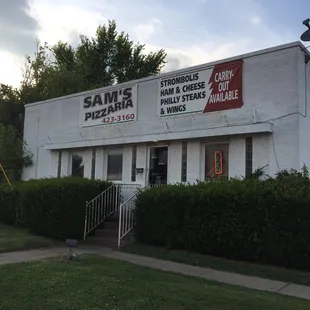 SAM'S
PIZZARIA
423-3160
STROMBOLIS
HAM & CHEESE
PHILLY STEAKS
& WINGS
CARRY-OUT
AVAILABLE